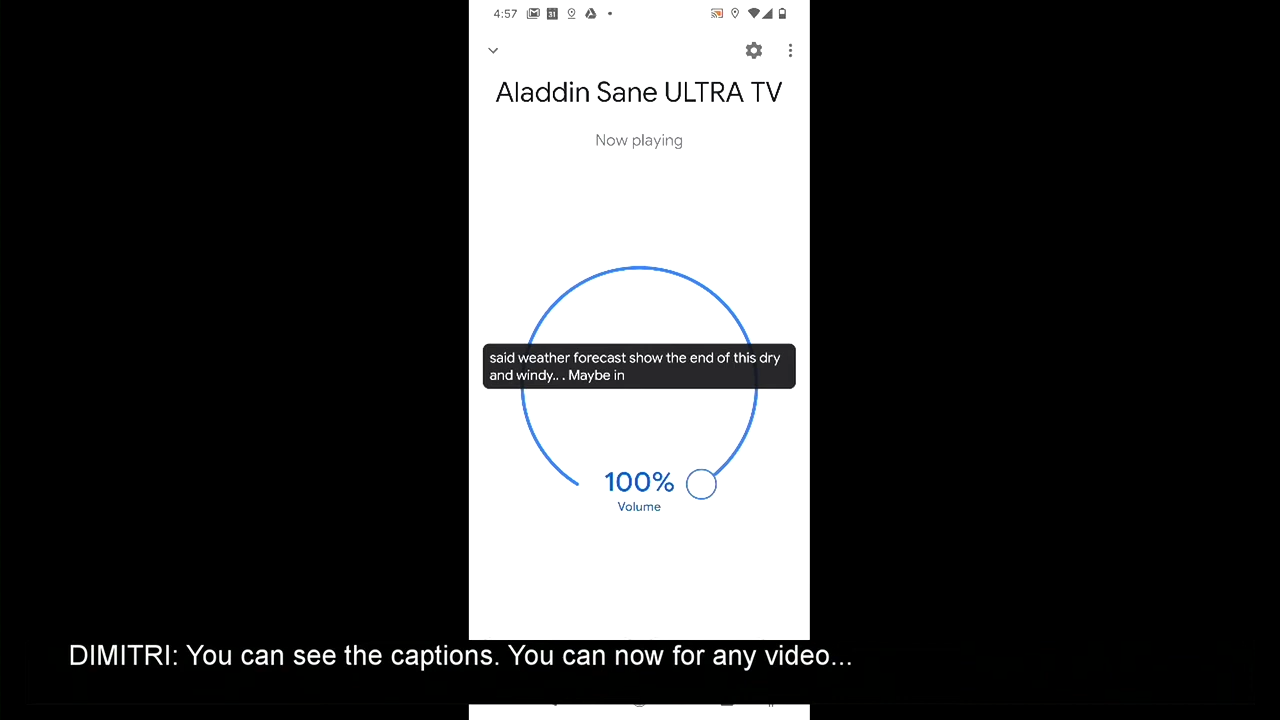 4:57
31
Aladdin Sane ULTRA TV
Now playing
said weather forecast show the end of this dry
and windy.. . Maybe in
100%
Volume
DIMITRI: You can see the captions. You can now for any video...